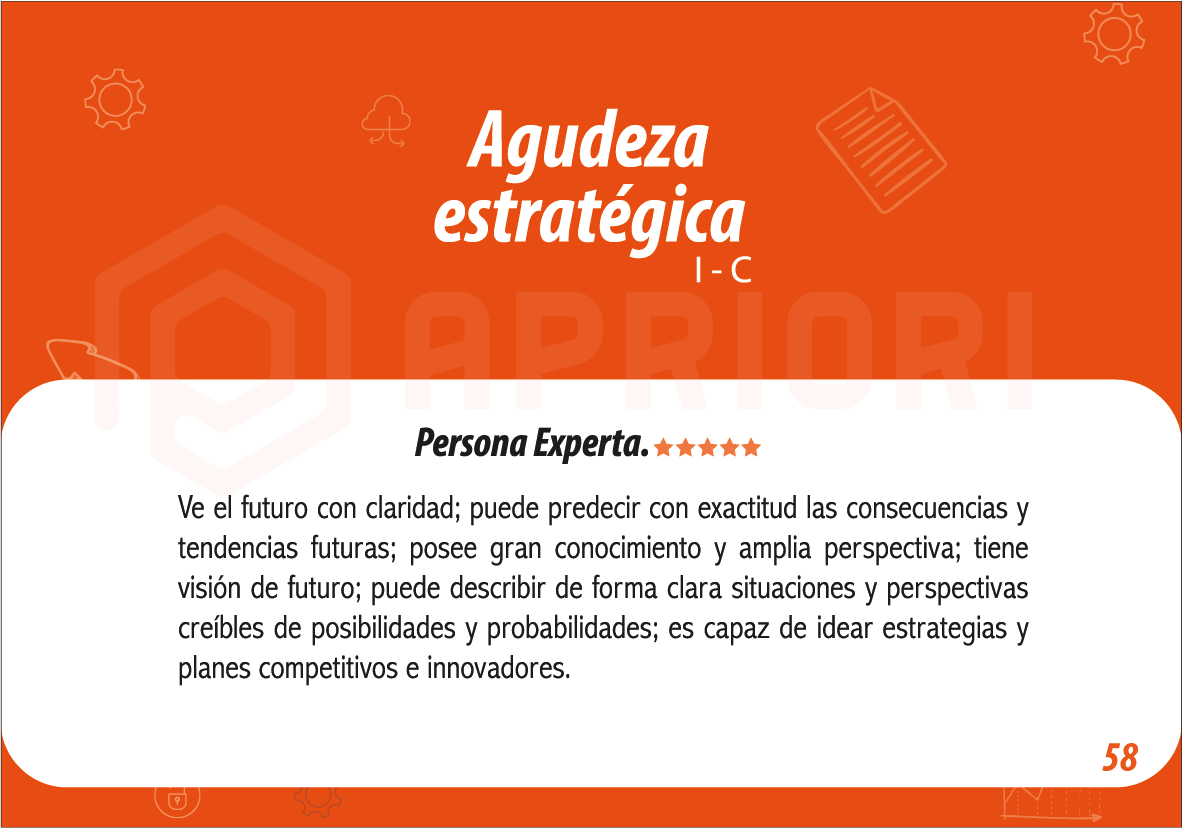 Agudeza
estratégica
I - C
APRIORI
Persona Experta.
Ve el futuro con claridad; puede predecir con exactitud las consecuencias y
tendencias futuras; posee gran conocimiento y amplia perspectiva; tiene
visión de futuro; puede describir de forma clara situaciones y perspectivas
creíbles de posibilidades y probabilidades; es capaz de idear estrategias y
planes competitivos e innovadores.
58